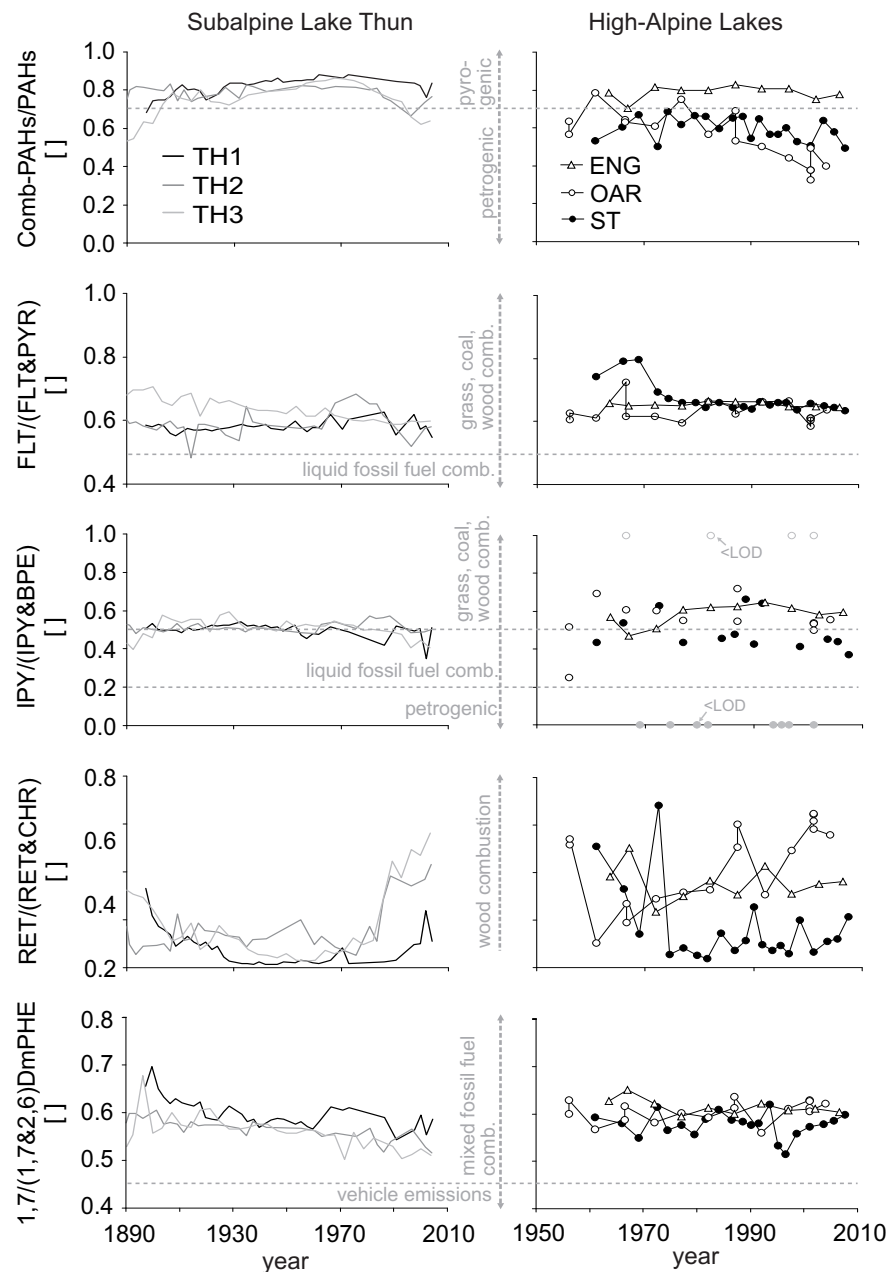 Subalpine Lake Thun
High-Alpine Lakes
Comb-PAHs/PAHs
[ ]
1.0
0.8
0.6
0.4
0.2
0.0
TH1
TH2
TH3
pyro-
genic
petrogenic
ENG
OAR
ST
FLT/(FLT&PYR)
[ ]
1.0
0.8
0.6
0.4
grass, coal,
wood comb.
liquid fossil fuel comb.
IPY/(IPY&BPE)
[ ]
1.0
0.8
0.6
0.4
0.2
0.0
grass, coal,
wood comb.
liquid fossil fuel comb.
petrogenic
<LOD
<LOD
RET/(RET&CHR)
[ ]
0.8
0.6
0.4
0.2
wood combustion
1,7/(1,7&2,6)DmPHE
[ ]
0.8
0.7
0.6
0.5
0.4
mixed fossil fuel
comb.
vehicle emissions
1890
1930
1970
2010
year
1950
1970
1990
2010
year